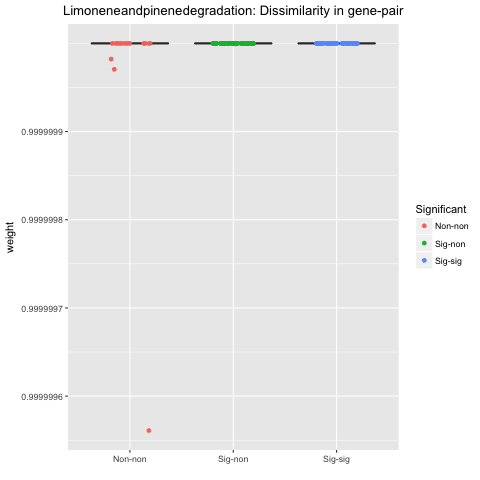 Limoneneandpinenedegradation: Dissimilarity in gene-pair
0.9999999
0.9999998
0.9999997
0.9999996
weight
Non-non
Sig-non
Sig-sig
Significant
Non-non
Sig-non
Sig-sig